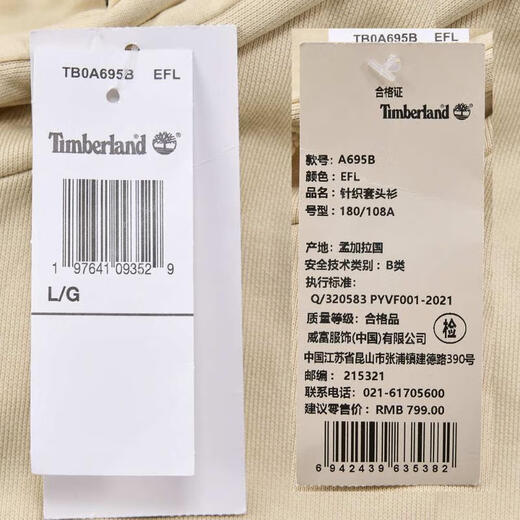 TB0A695B EFL
Timberland
1 97641 09352 9
L/G
TB0A695B EFL
合格证
Timberland
款号: A695B
颜色: EFL
品名: 针织套头衫
号型: 180/108A
产地: 孟加拉国
安全技术类别: B类
执行标准:
Q/320583 PYVF001-2021
质量等级: 合格品
检
威富服饰(中国)有限公司
中国江苏省昆山市张浦镇建德路390号
邮编: 215321
联系电话: 021-61705600
建议零售价: RMB 799.00
6 942439 635382